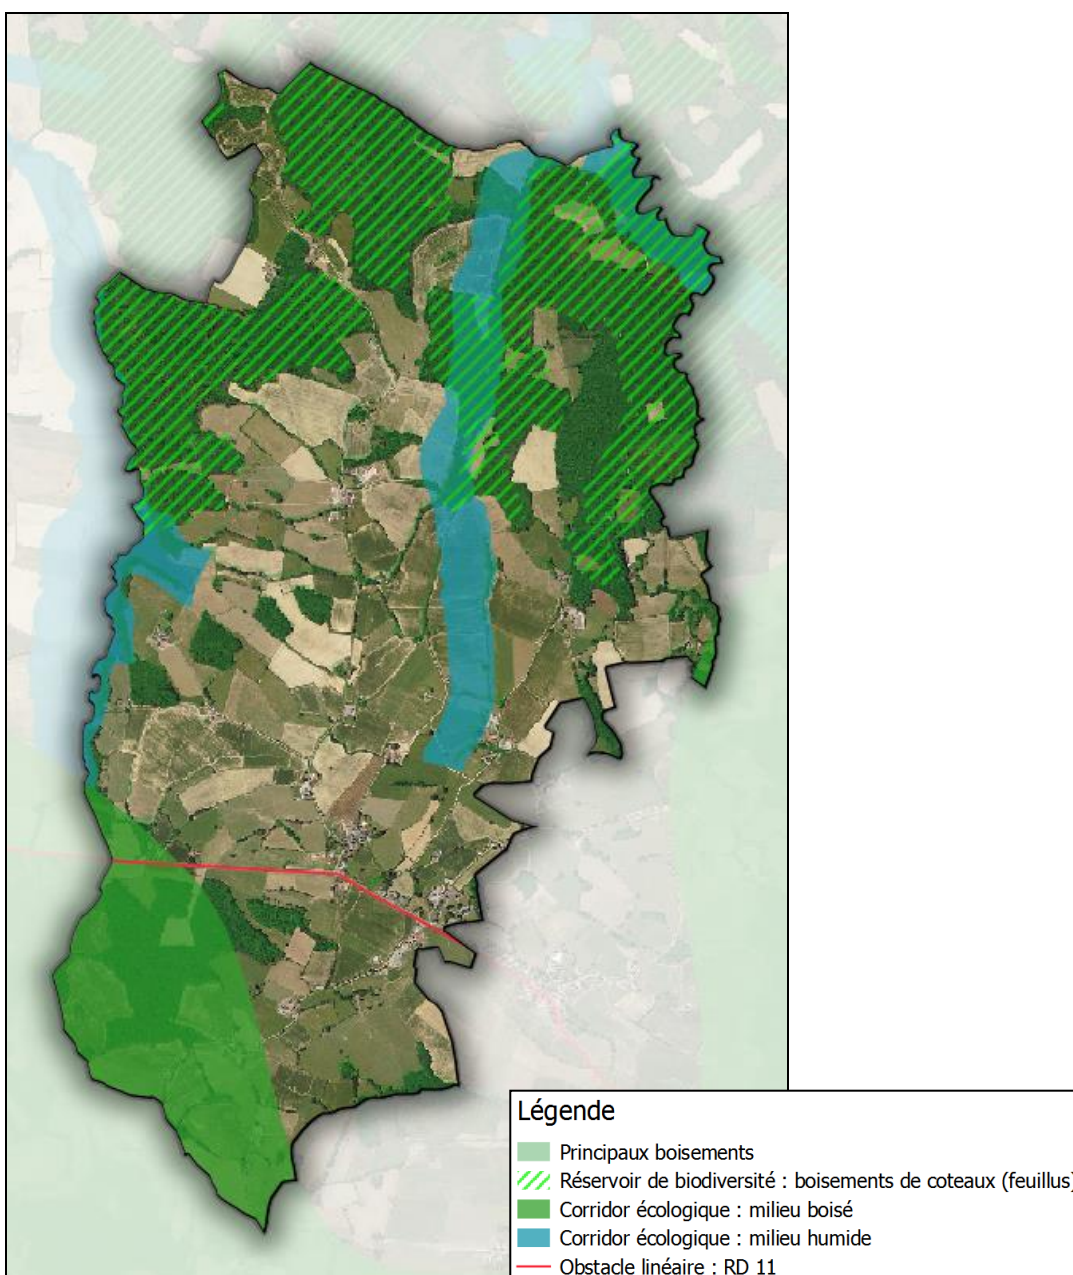 Légende
Principaux boisements
Réservoir de biodiversité : boisements de coteaux (feuillus)
Corridor écologique : milieu boisé
Corridor écologique : milieu humide
Obstacle linéaire : RD 11